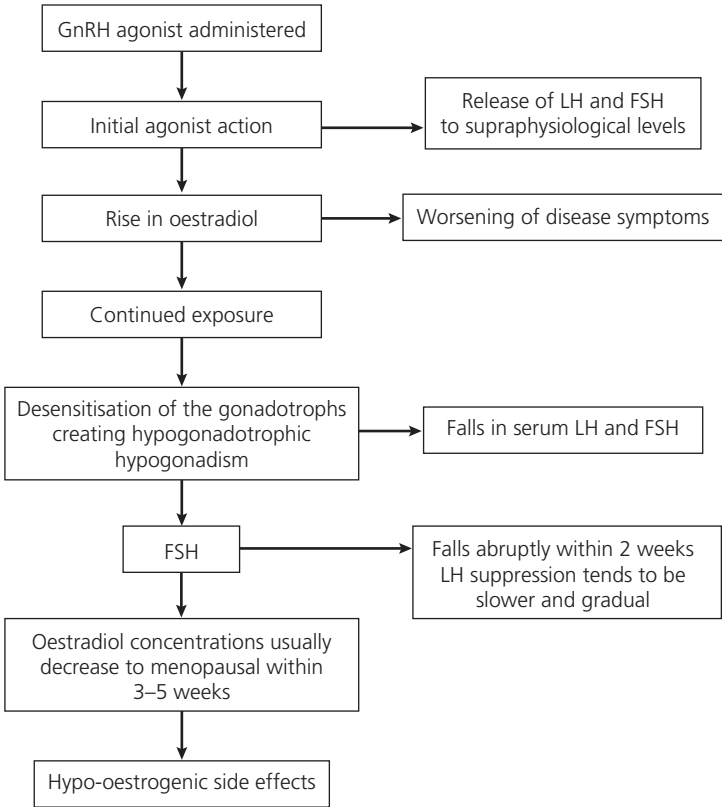 GnRH agonist administered
Initial agonist action
Release of LH and FSH
to supraphysiological levels
Rise in oestradiol
Worsening of disease symptoms
Continued exposure
Desensitisation of the gonadotrophs
creating hypogonadotrophic
hypogonadism
Falls in serum LH and FSH
FSH
Falls abruptly within 2 weeks
LH suppression tends to be
slower and gradual
Oestradiol concentrations usually
decrease to menopausal within
3–5 weeks
Hypo-oestrogenic side effects